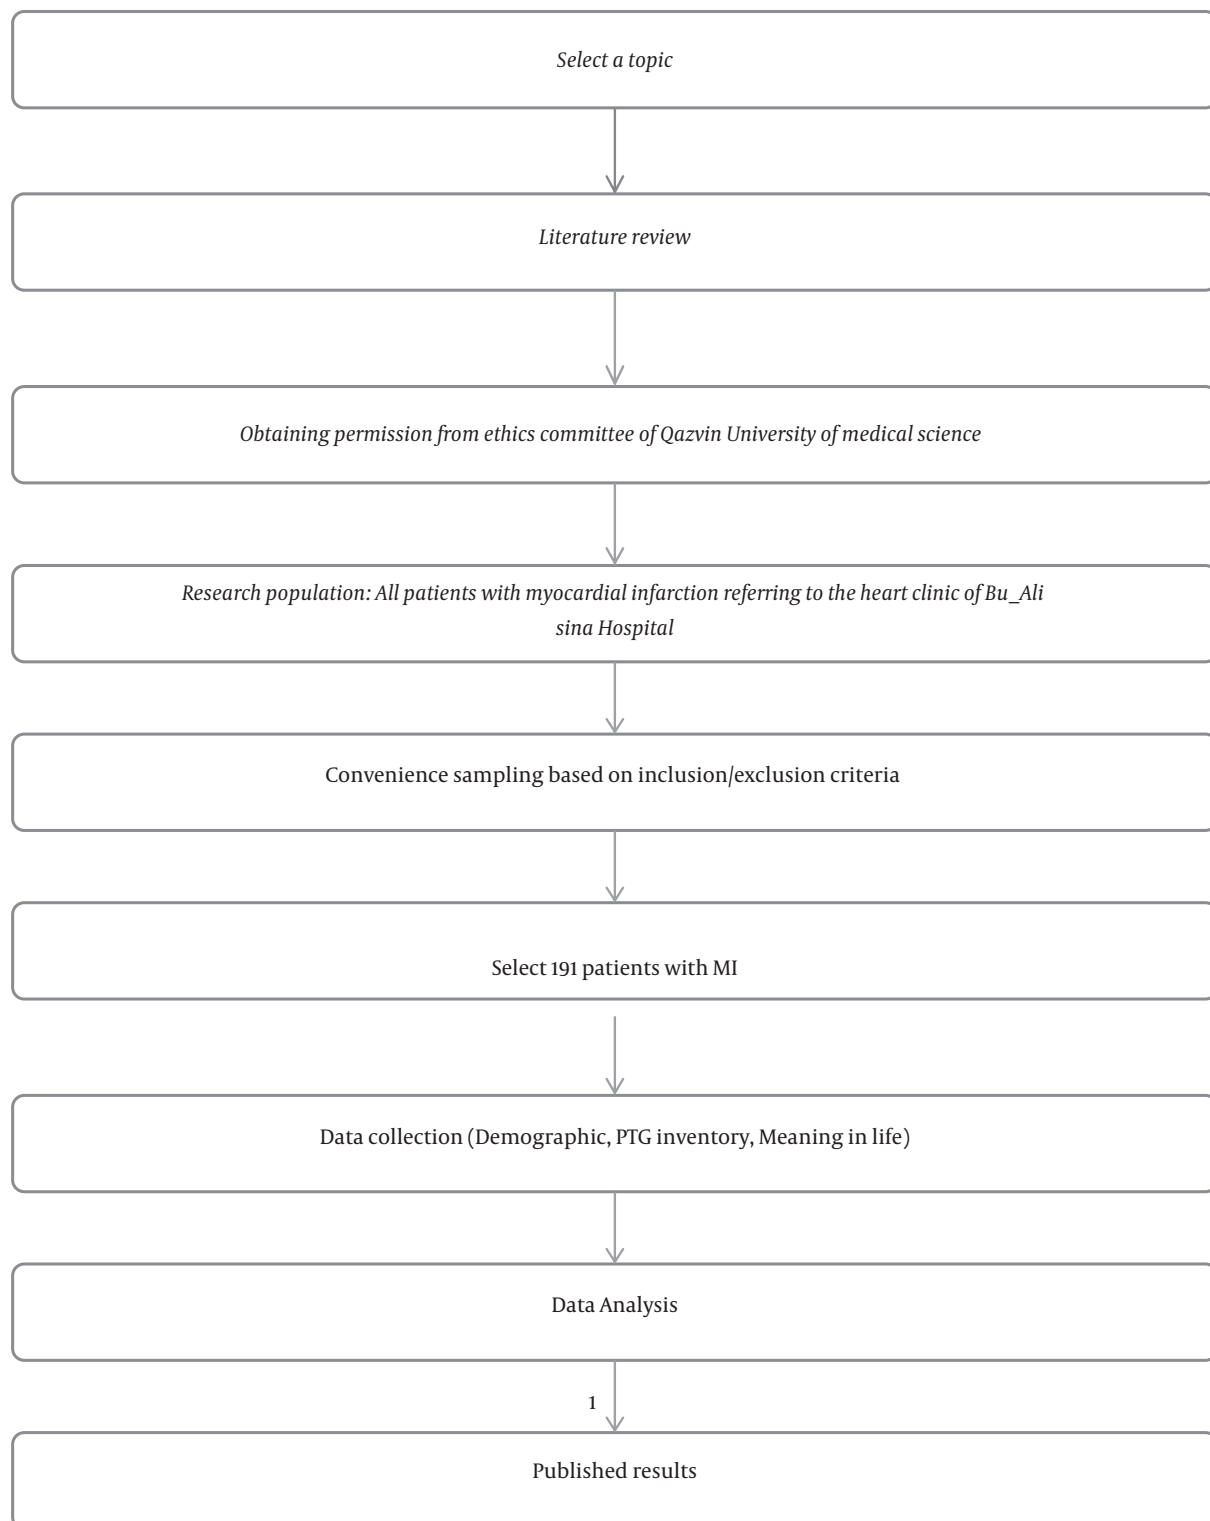 Select a topic
Literature review
Obtaining permission from ethics committee of Qazvin University of medical science
Research population: All patients with myocardial infarction referring to the heart clinic of Bu_Ali
sina Hospital
Convenience sampling based on inclusion/exclusion criteria
Select 191 patients with MI
Data collection (Demographic, PTG inventory, Meaning in life)
Data Analysis
1
Published results